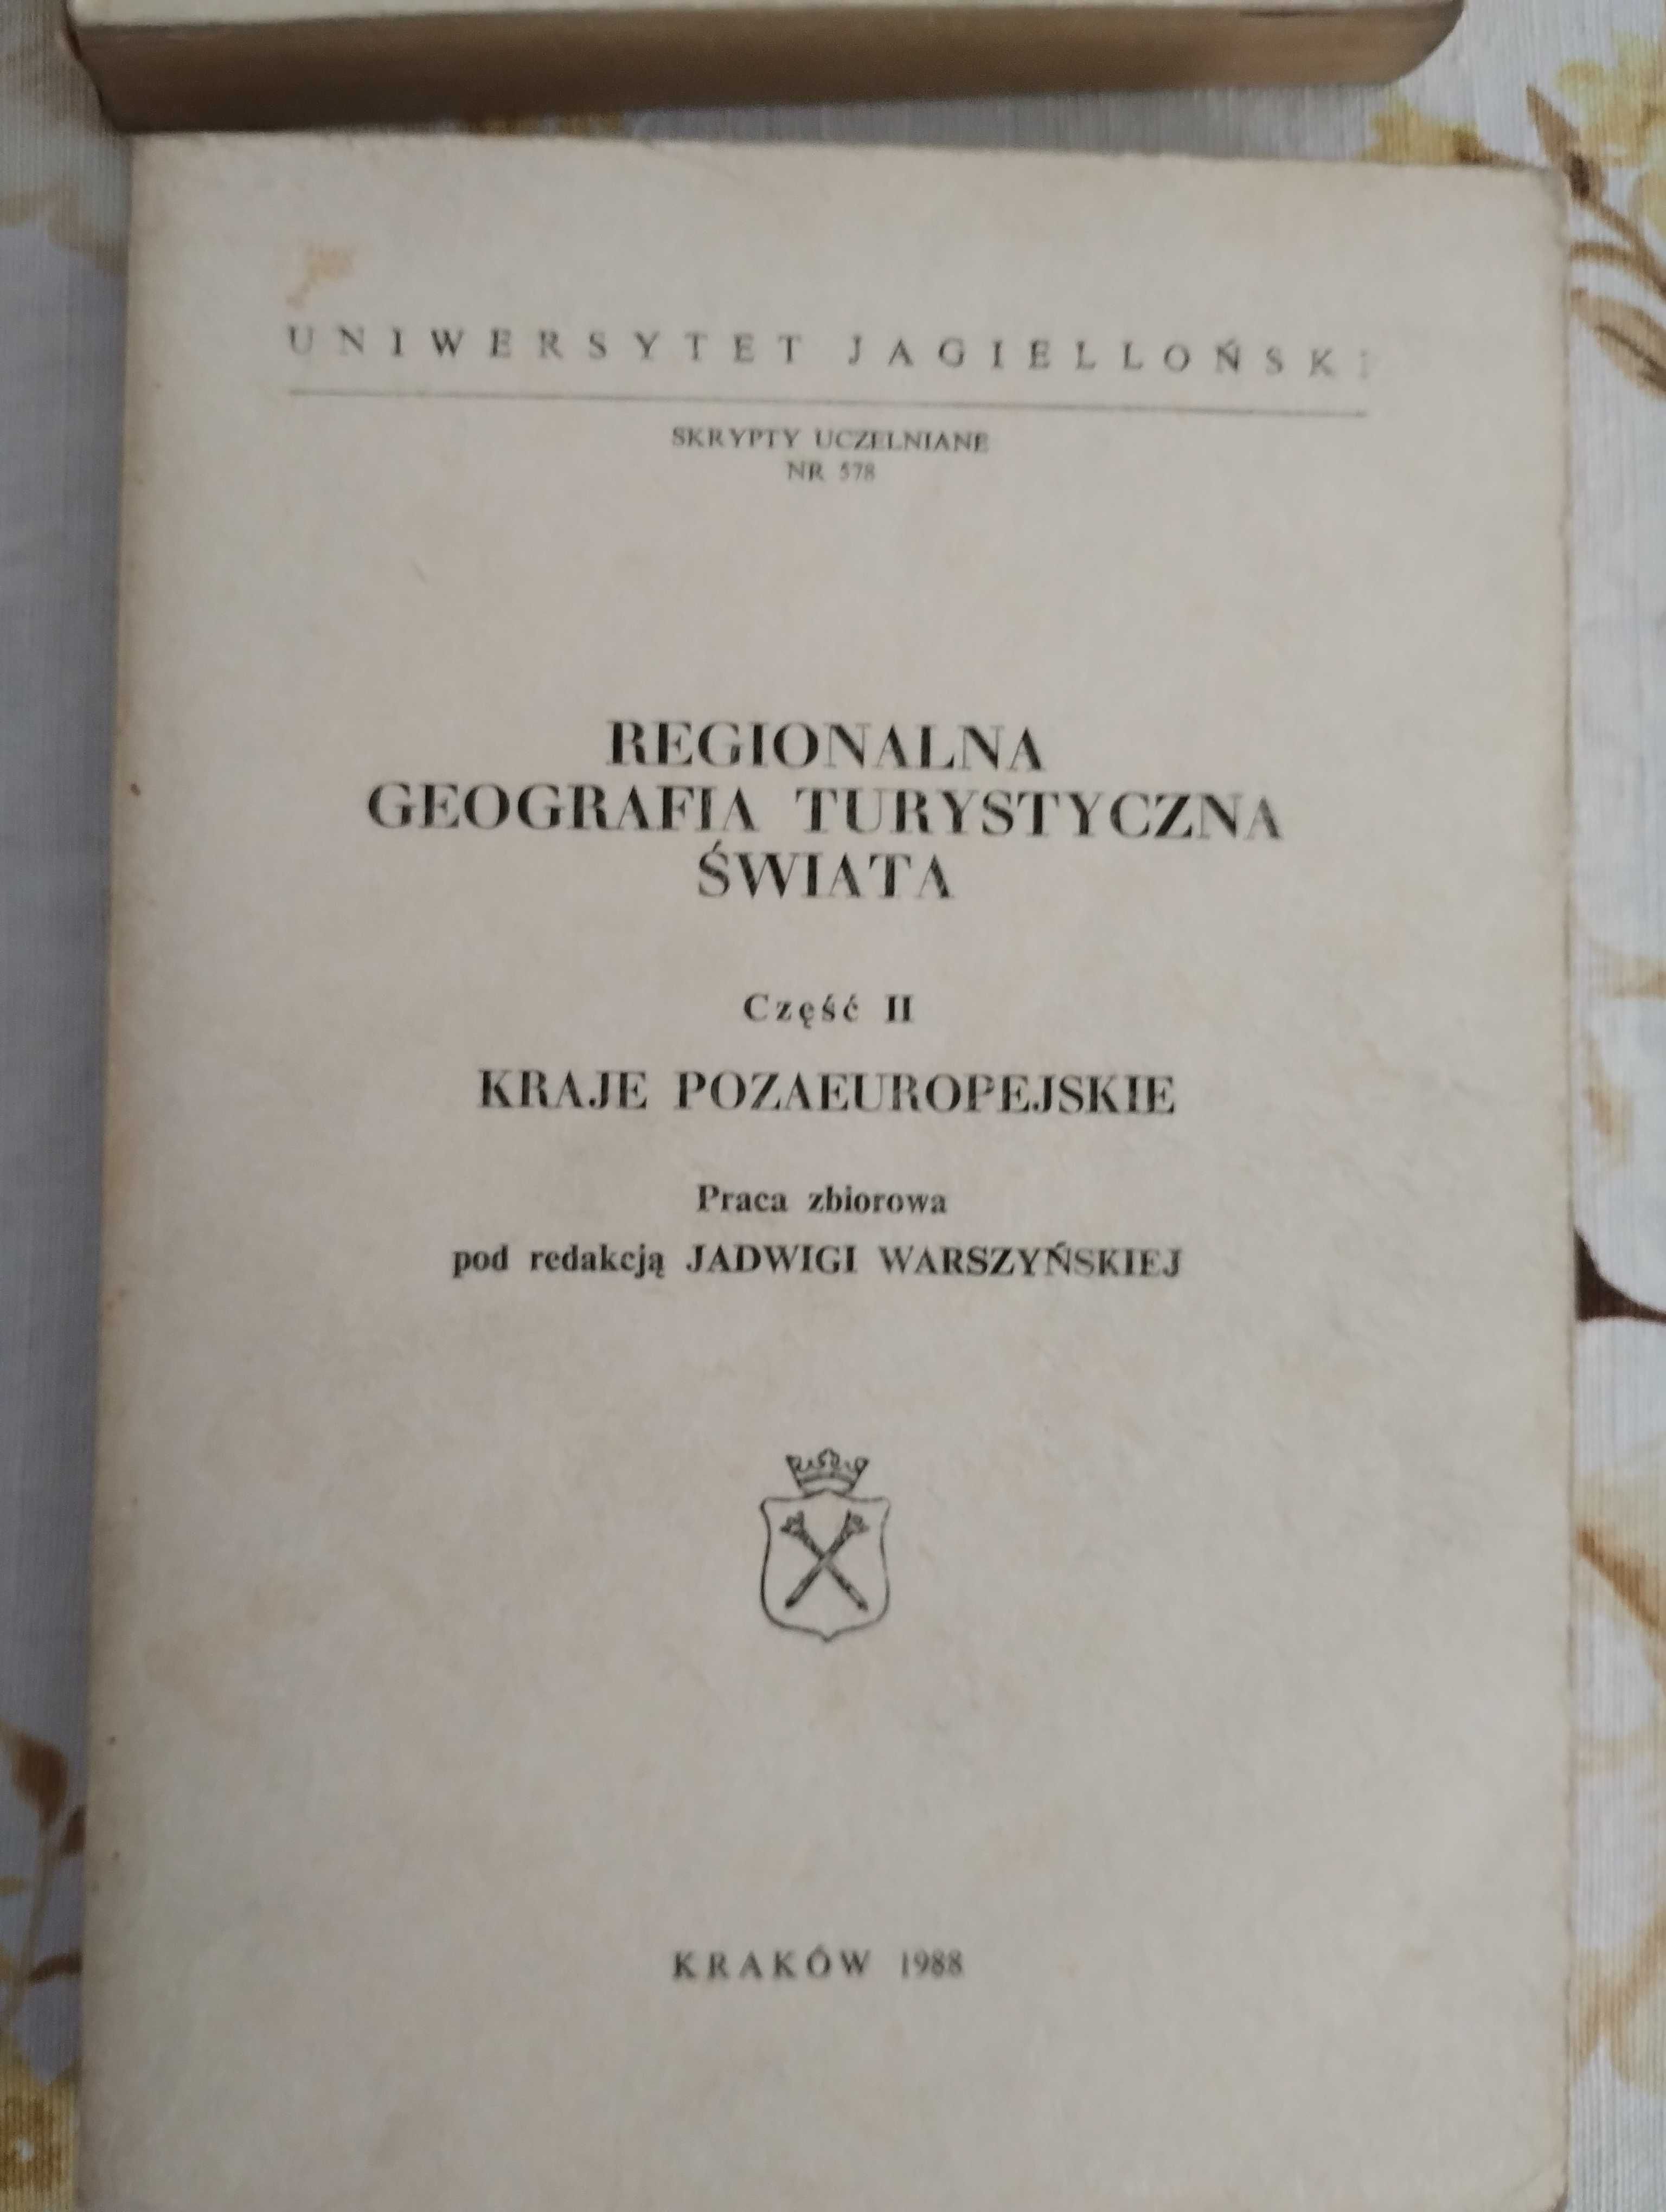 UNIWERSYTET JAGIELLOŃSKI
SKRYPTY UCZELNIANE
NR 578
REGIONALNA
GEOGRAFIA TURYSTYCZNA
ŚWIATA
Część II
KRAJE POZAEUROPEJSKIE
Praca zbiorowa
pod redakcją JADWIGI WARSZYŃSKIEJ
KRAKÓW 1988